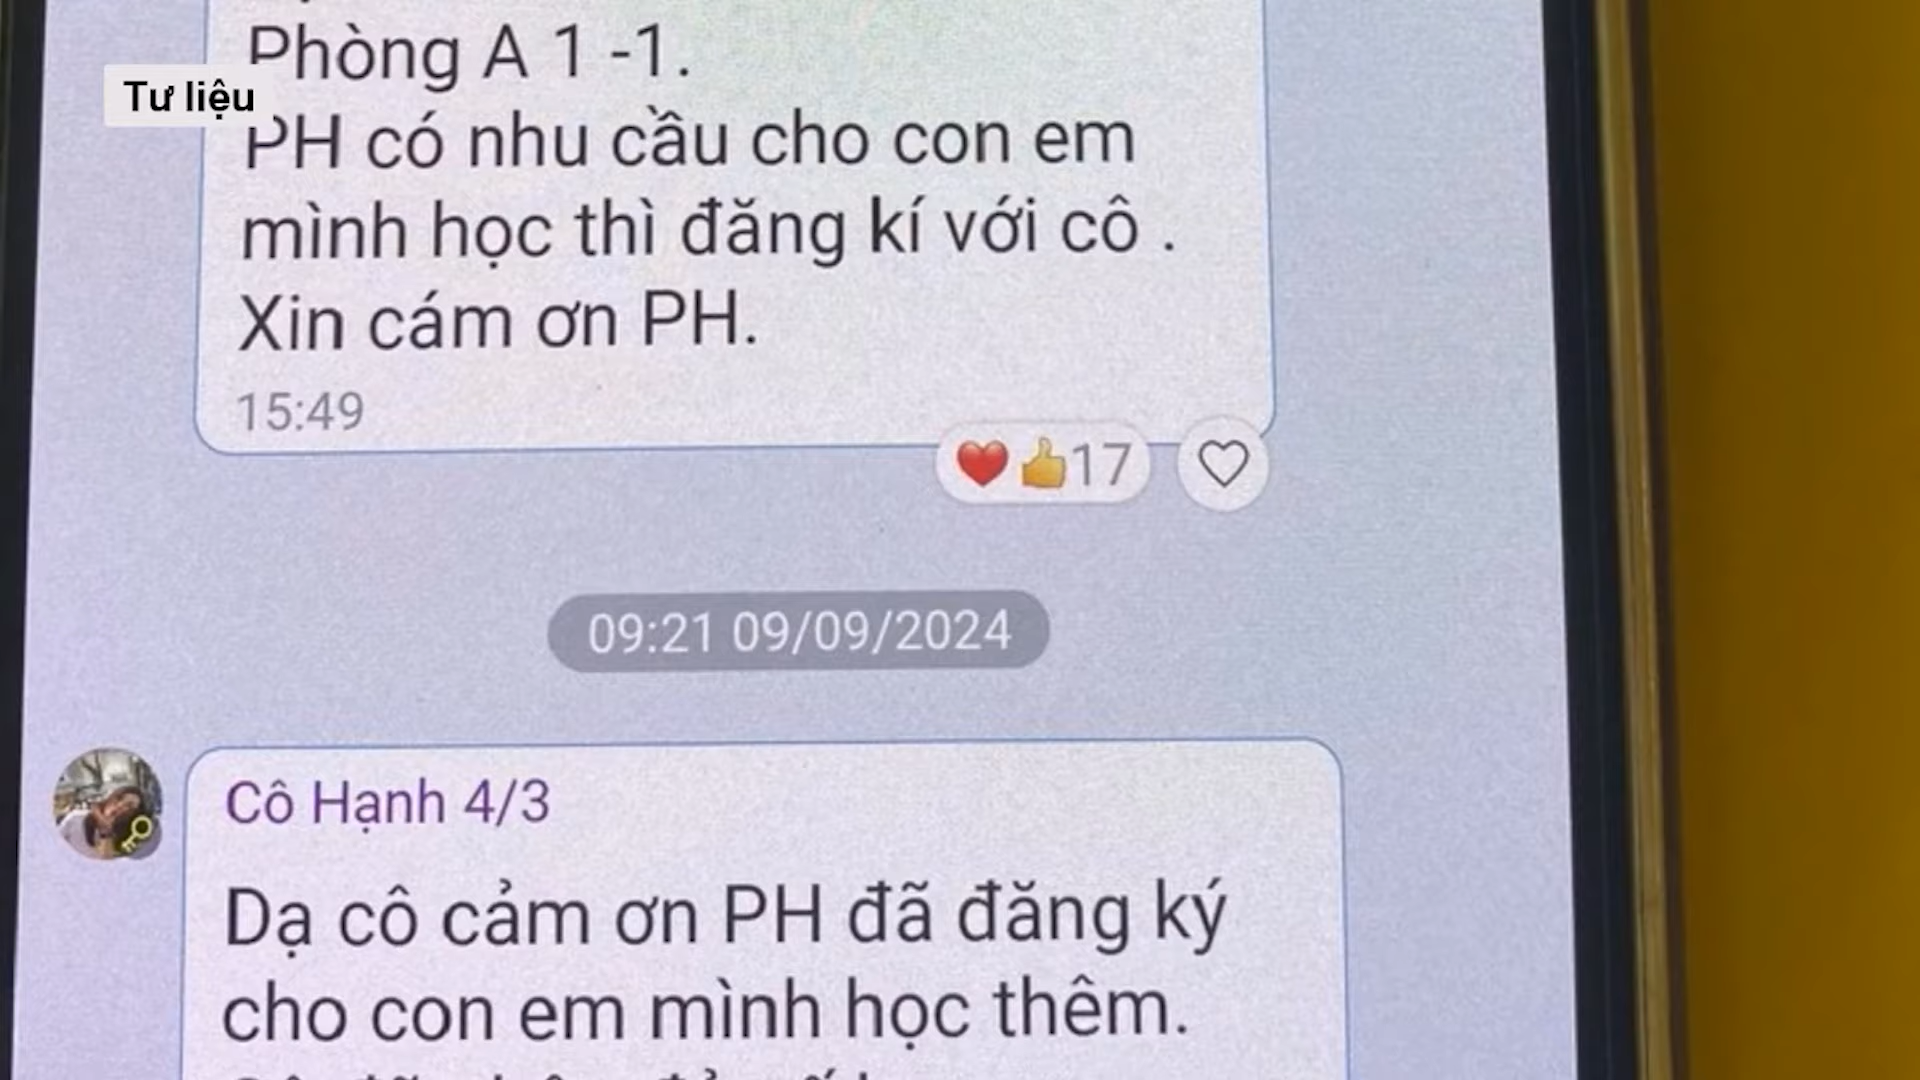 Phòng A 1 -1.
Tư liệu
PH có nhu cầu cho con em
mình học thì đăng kí với cô .
Xin cám ơn PH.
15:49
17
09:21 09/09/2024
Cô Hạnh 4/3
Dạ cô cảm ơn PH đã đăng ký
cho con em mình học thêm.